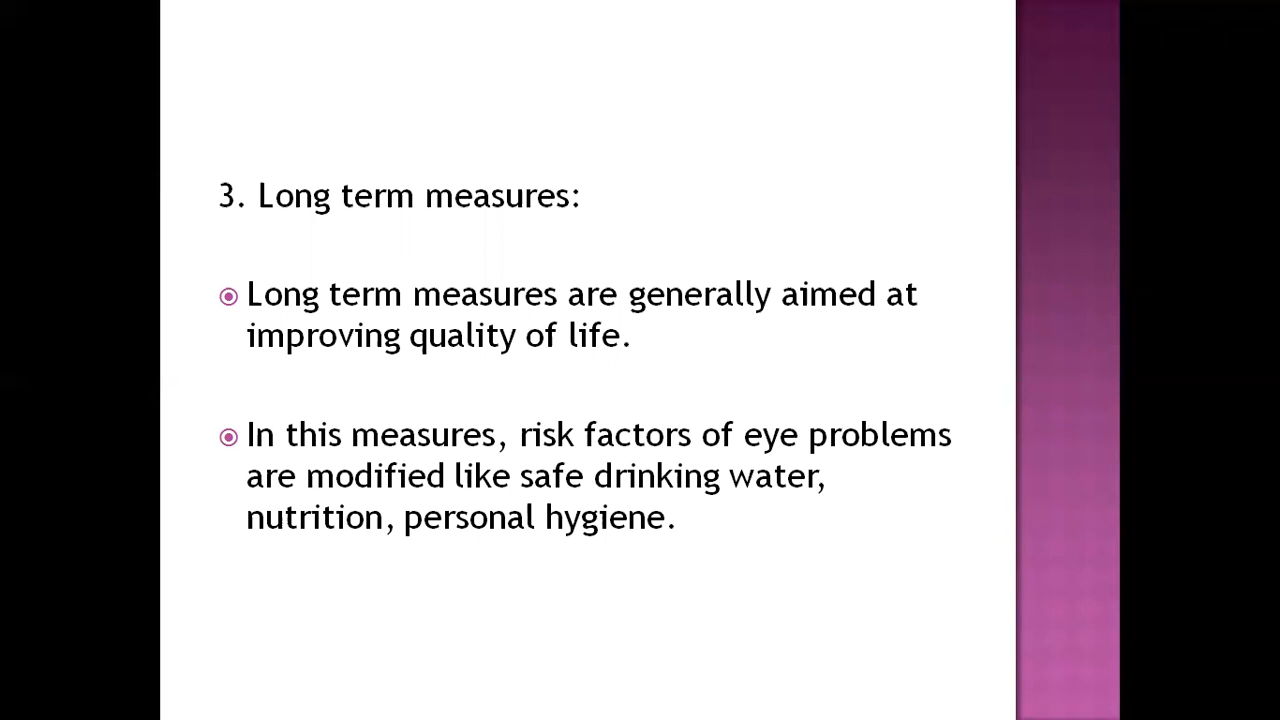 3. Long term measures:
Long term measures are generally aimed at
improving quality of life.
In this measures, risk factors of eye problems
are modified like safe drinking water,
nutrition, personal hygiene.